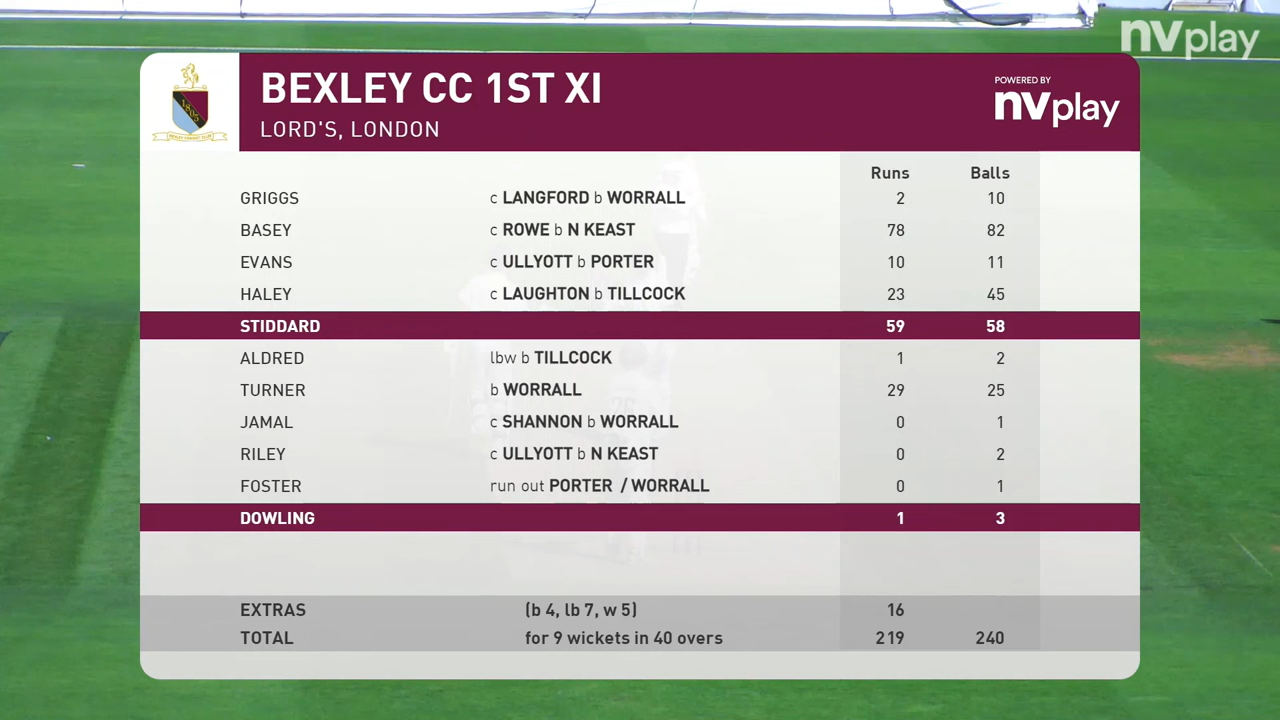 nvplay
BEXLEY CC 1ST XI
LORD'S, LONDON
POWERED BY
nvplay
1805
BEXLEY CRICKET CLUB
Runs Balls
GRIGGS c LANGFORD b WORRALL 2 10
BASEY c ROWE b N KEAST 78 82
EVANS c ULLYOTT b PORTER 10 11
HALEY c LAUGHTON b TILLCOCK 23 45
STIDDARD 59 58
ALDRED lbw b TILLCOCK 1 2
TURNER b WORRALL 29 25
JAMAL c SHANNON b WORRALL 0 1
RILEY c ULLYOTT b N KEAST 0 2
FOSTER run out PORTER / WORRALL 0 1
DOWLING 1 3
EXTRAS (b 4, lb 7, w 5) 16
TOTAL for 9 wickets in 40 overs 219 240